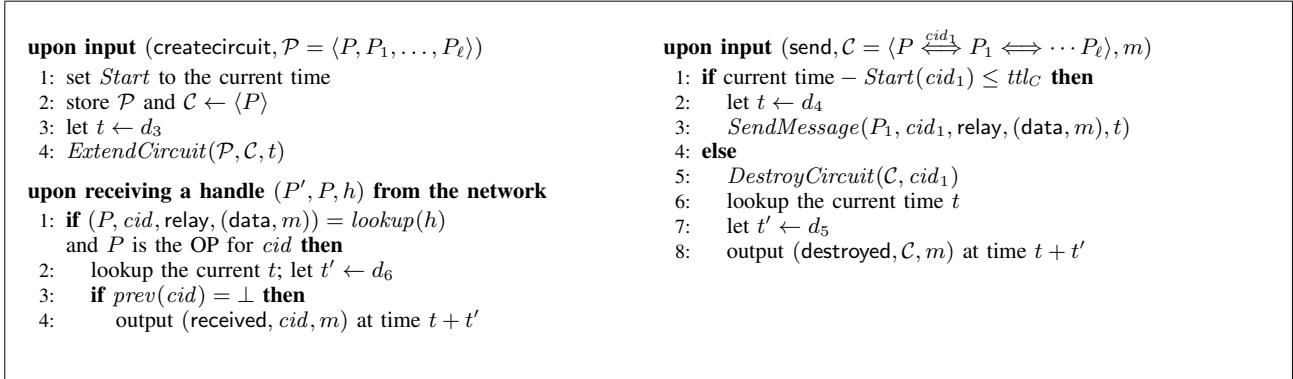 upon input (createcircuit, 𝒫 = ⟨P, P₁, . . . , P_ℓ⟩)
1: set Start to the current time
2: store 𝒫 and 𝒞 ← ⟨P⟩
3: let t ← d₃
4: ExtendCircuit(𝒫, 𝒞, t)
upon receiving a handle (P′, P, h) from the network
1: if (P, cid, relay, (data, m)) = lookup(h)
and P is the OP for cid then
2: lookup the current t; let t′ ← d₆
3: if prev(cid) = ⊥ then
4: output (received, cid, m) at time t + t′
upon input (send, 𝒞 = ⟨P ⟺^{cid₁} P₁ ⟺ ··· P_ℓ⟩, m)
1: if current time − Start(cid₁) ≤ ttl_C then
2: let t ← d₄
3: SendMessage(P₁, cid₁, relay, (data, m), t)
4: else
5: DestroyCircuit(𝒞, cid₁)
6: lookup the current time t
7: let t′ ← d₅
8: output (destroyed, 𝒞, m) at time t + t′